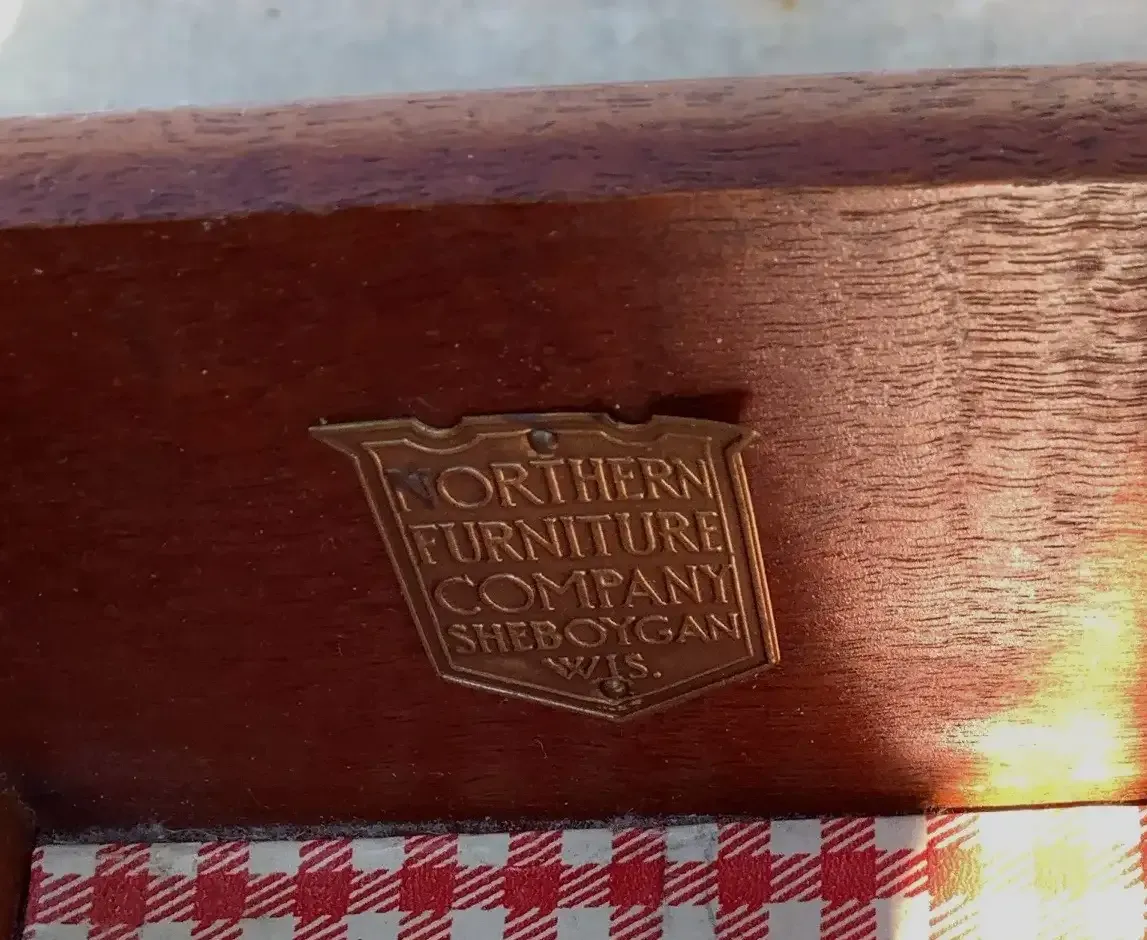 NORTHERN
FURNITURE
COMPANY
SHEBOYGAN
WIS.